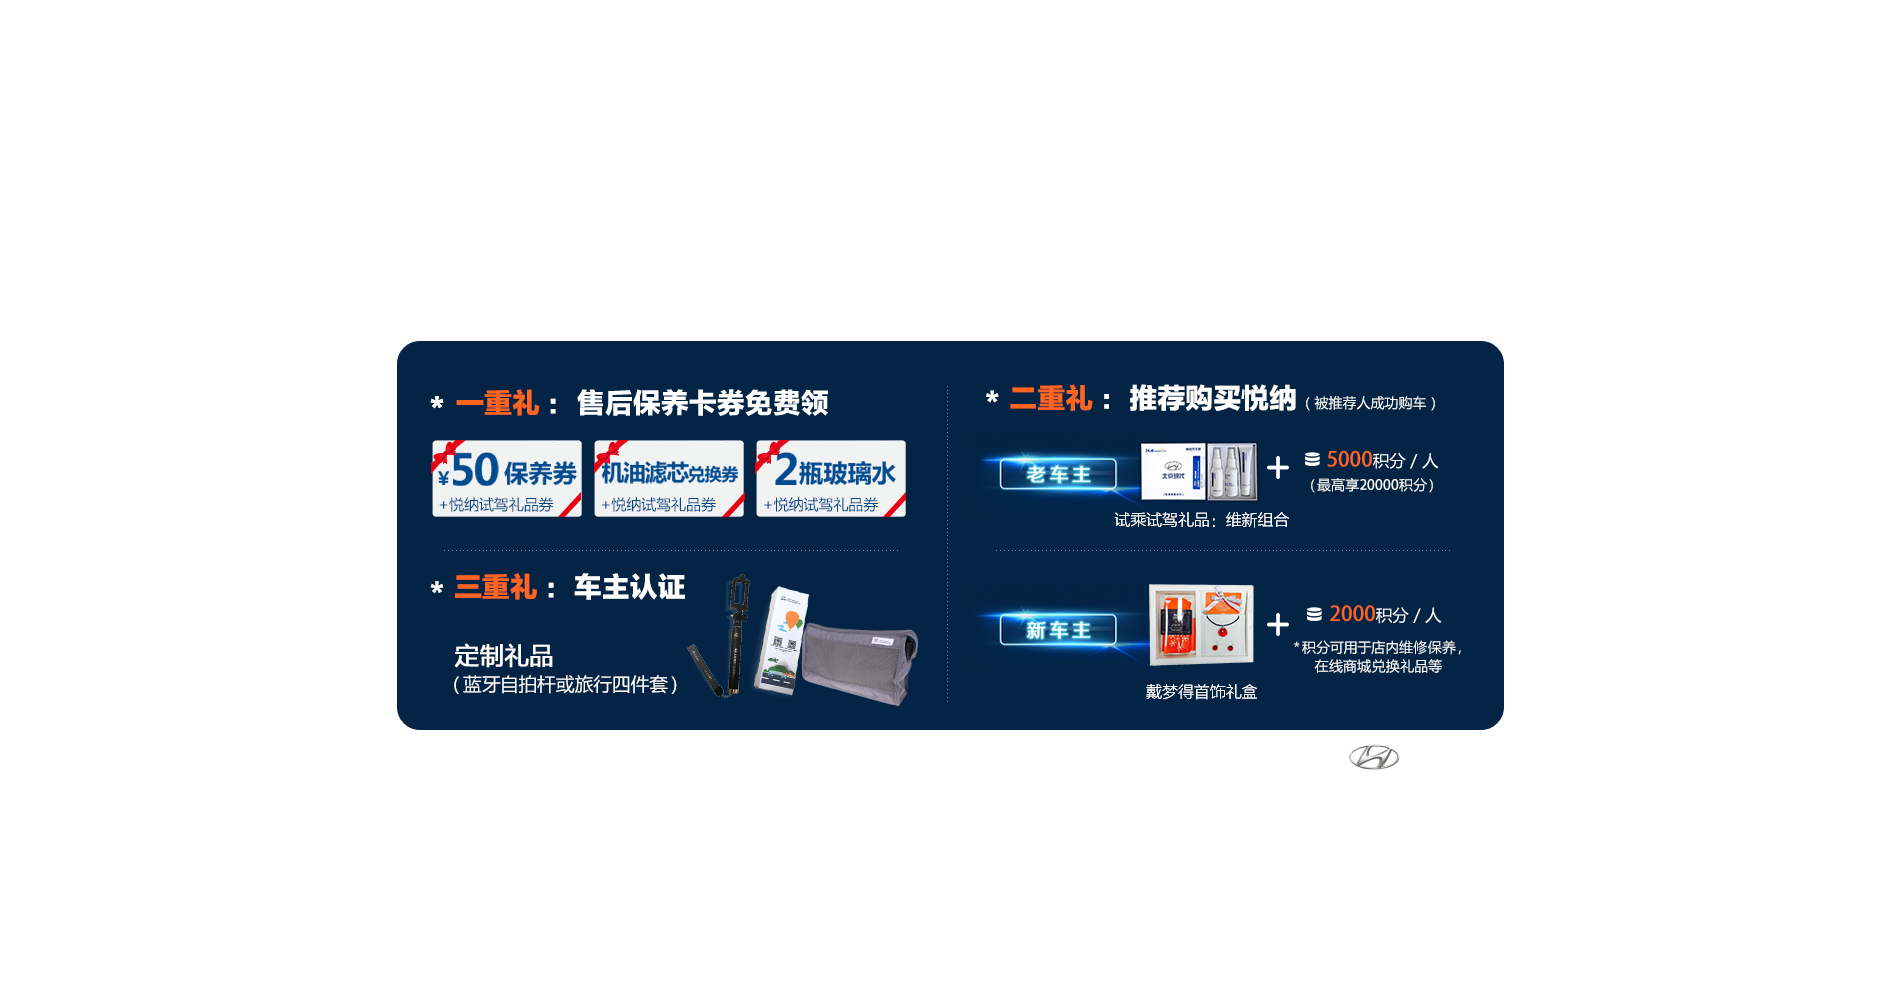 * 一重礼： 售后保养卡券免费领
¥50 保养券
+悦纳试驾礼品券
机油滤芯兑换券
+悦纳试驾礼品券
2瓶玻璃水
+悦纳试驾礼品券
* 二重礼： 推荐购买悦纳（被推荐人成功购车）
老车主
北京现代
+ 5000积分 / 人
（最高享20000积分）
试乘试驾礼品：维新组合
新车主
+ 2000积分 / 人
*积分可用于店内维修保养，
在线商城兑换礼品等
戴梦得首饰礼盒
* 三重礼： 车主认证
定制礼品
（蓝牙自拍杆或旅行四件套）